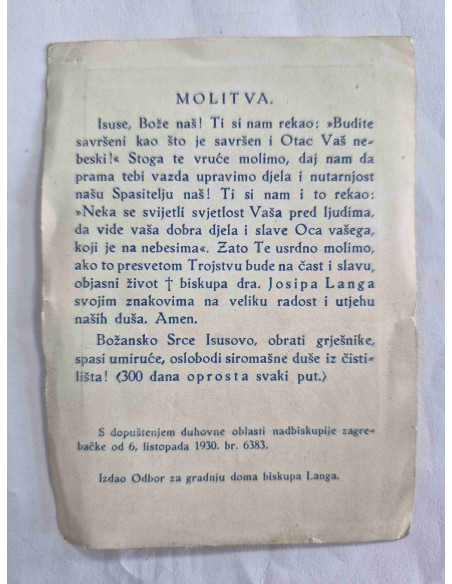 MOLITVA.
Isuse, Bože naš! Ti si nam rekao: »Budite
savršeni kao što je savršen i Otac Vaš ne-
beski!« Stoga te vruće molimo, daj nam da
prama tebi vazda upravimo djela i nutarnjost
našu Spasitelju naš! Ti si nam i to rekao:
»Neka se svijetli svjetlost Vaša pred ljudima,
da vide vaša dobra djela i slave Oca vašega,
koji je na nebesima«. Zato Te usrdno molimo,
ako to presvetom Trojstvu bude na čast i slavu,
objasni život † biskupa dra. Josipa Langa
svojim znakovima na veliku radost i utjehu
naših duša. Amen.
Božansko Srce Isusovo, obrati grješnike,
spasi umiruće, oslobodi siromašne duše iz čisti-
lišta! (300 dana oprosta svaki put.)
S dopuštenjem duhovne oblasti nadbiskupije zagre-
bačke od 6, listopada 1930. br. 6383.
Izdao Odbor za gradnju doma biskupa Langa.